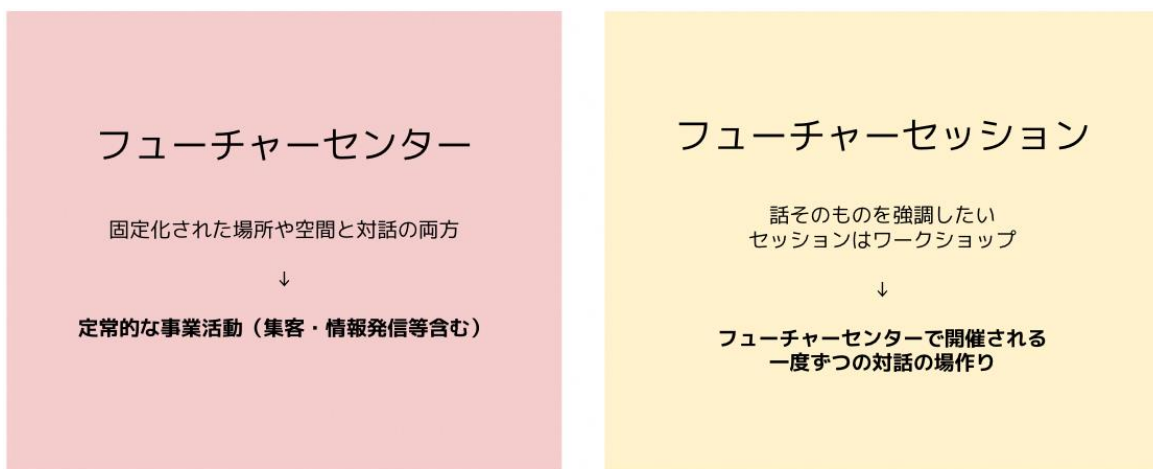 フューチャーセンター
固定化された場所や空間と対話の両方
↓
定常的な事業活動（集客・情報発信等含む）
フューチャーセッション
話そのものを強調したい
セッションはワークショップ
↓
フューチャーセンターで開催される
一度ずつの対話の場作り